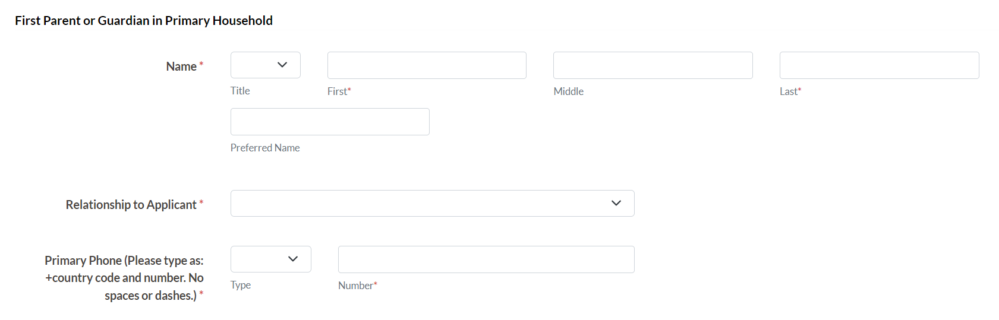 First Parent or Guardian in Primary Household
Name *
Title
First*
Middle
Last*
Preferred Name
Relationship to Applicant *
Primary Phone (Please type as:
+country code and number. No
spaces or dashes.) *
Type
Number*